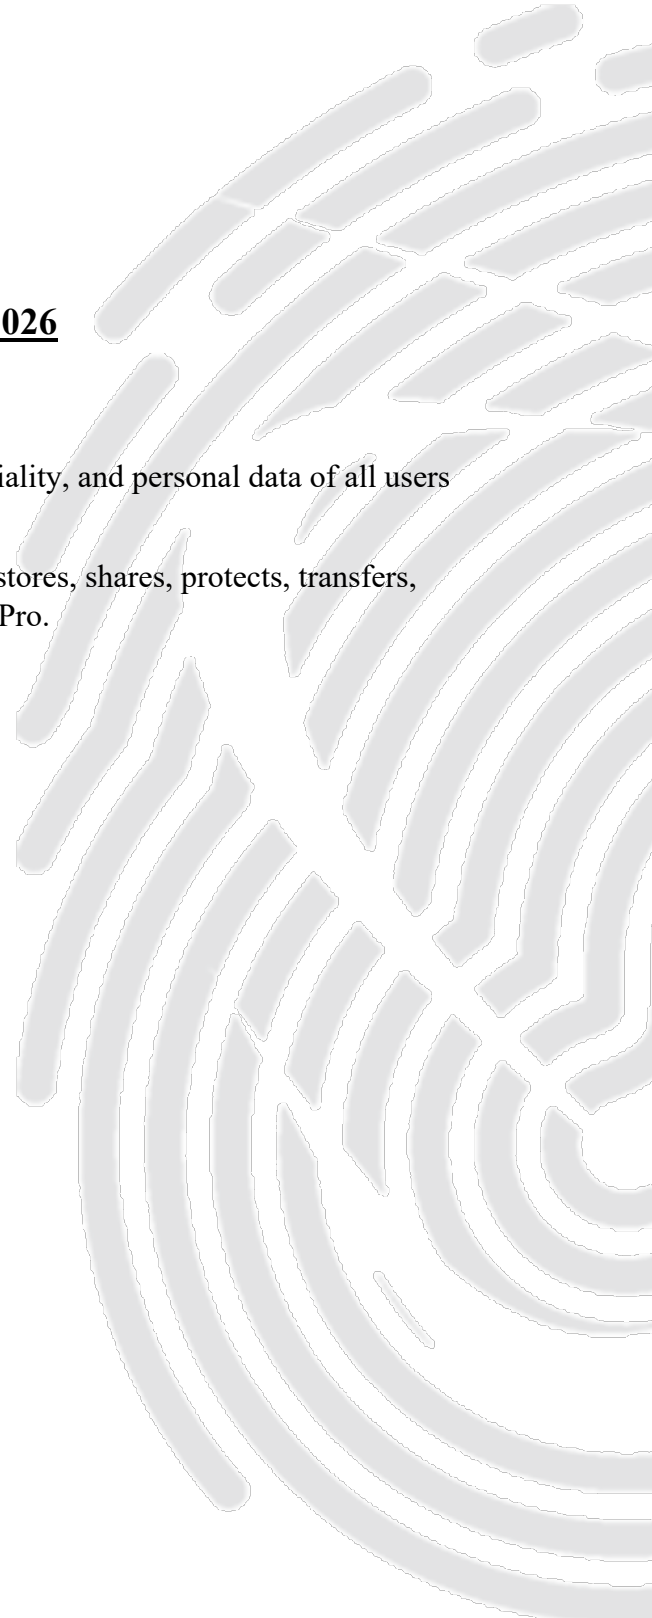 026
iality, and personal data of all users
stores, shares, protects, transfers,
Pro.